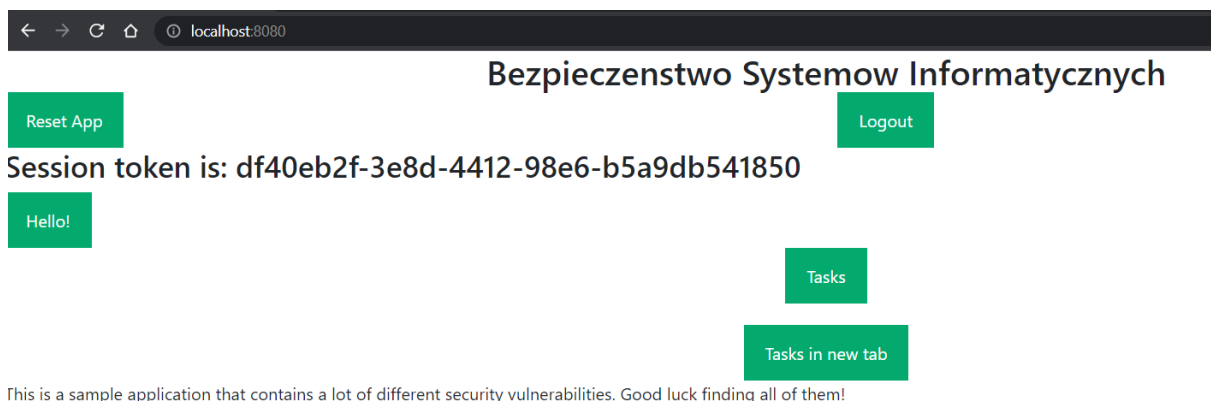 localhost:8080
Bezpieczenstwo Systemow Informatycznych
Reset App
Logout
Session token is: df40eb2f-3e8d-4412-98e6-b5a9db541850
Hello!
Tasks
Tasks in new tab
This is a sample application that contains a lot of different security vulnerabilities. Good luck finding all of them!